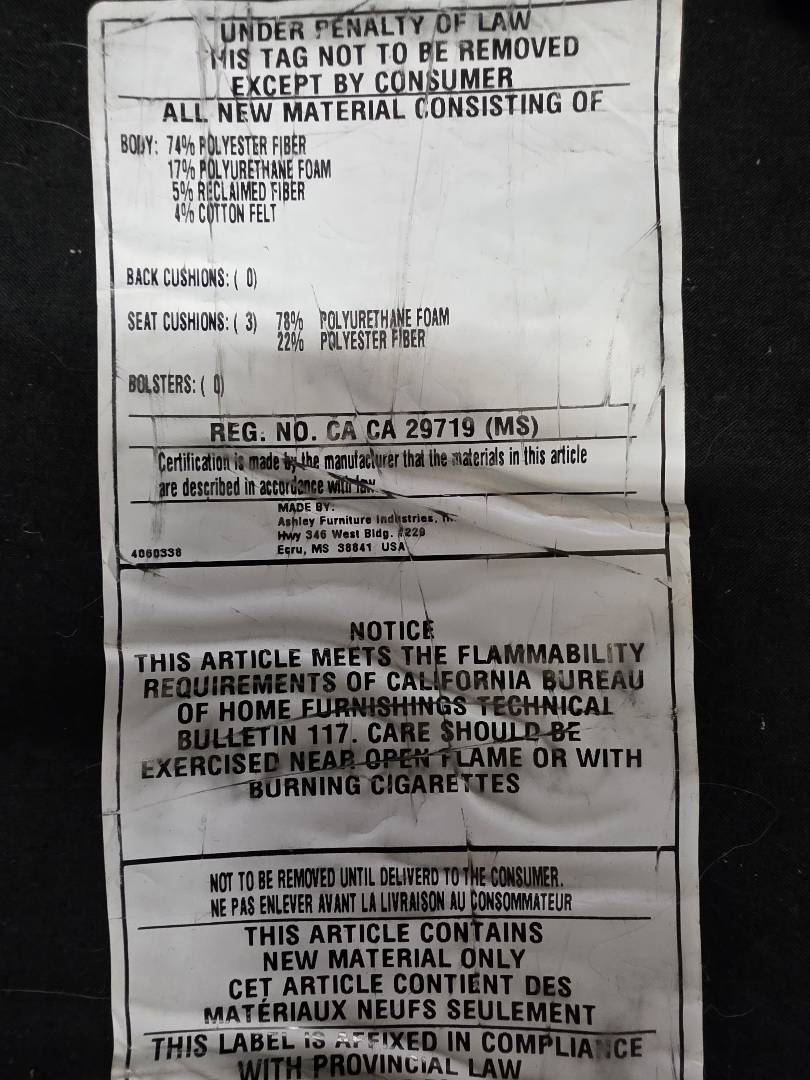 UNDER PENALTY OF LAW
HIS TAG NOT TO BE REMOVED
EXCEPT BY CONSUMER
ALL NEW MATERIAL CONSISTING OF
BODY: 74% POLYESTER FIBER
17% POLYURETHANE FOAM
5% RECLAIMED FIBER
4% COTTON FELT
BACK CUSHIONS: ( 0)
SEAT CUSHIONS: ( 3) 78% POLYURETHANE FOAM
22% POLYESTER FIBER
BOLSTERS: ( 0)
REG. NO. CA CA 29719 (MS)
Certification is made by the manufacturer that the materials in this article
are described in accordance with law.
MADE BY:
Ashley Furniture Industries,
Hwy 346 West Bldg. #229
4060338 Ecru, MS 38841 USA
NOTICE
THIS ARTICLE MEETS THE FLAMMABILITY
REQUIREMENTS OF CALIFORNIA BUREAU
OF HOME FURNISHINGS TECHNICAL
BULLETIN 117. CARE SHOULD BE
EXERCISED NEAR OPEN FLAME OR WITH
BURNING CIGARETTES
NOT TO BE REMOVED UNTIL DELIVERD TO THE CONSUMER.
NE PAS ENLEVER AVANT LA LIVRAISON AU CONSOMMATEUR
THIS ARTICLE CONTAINS
NEW MATERIAL ONLY
CET ARTICLE CONTIENT DES
MATÉRIAUX NEUFS SEULEMENT
THIS LABEL IS AFFIXED IN COMPLIANCE
WITH PROVINCIAL LAW